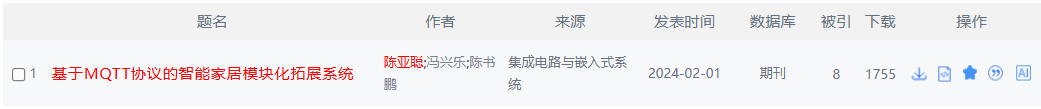 题名 作者 来源 发表时间 数据库 被引 下载 操作
1 基于MQTT协议的智能家居模块化拓展系统 陈亚聪;冯兴乐;陈书鹏 集成电路与嵌入式系统 2024-02-01 期刊 8 1755 AI